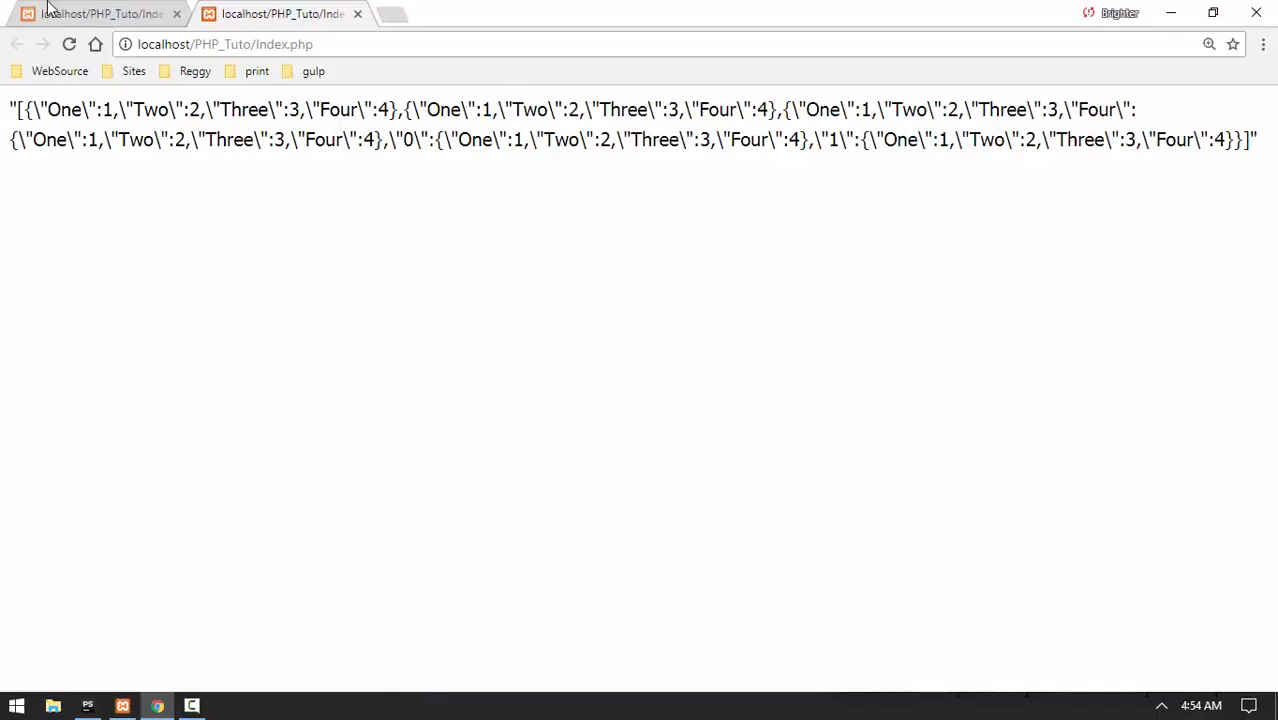 localhost/PHP_Tuto/Inde
localhost/PHP_Tuto/Inde
Brighter
localhost/PHP_Tuto/Index.php
WebSource
Sites
Reggy
print
gulp
"[{\"One\":1,\"Two\":2,\"Three\":3,\"Four\":4},{\"One\":1,\"Two\":2,\"Three\":3,\"Four\":4},{\"One\":1,\"Two\":2,\"Three\":3,\"Four\":
{\"One\":1,\"Two\":2,\"Three\":3,\"Four\":4},\"0\":{\"One\":1,\"Two\":2,\"Three\":3,\"Four\":4},\"1\":{\"One\":1,\"Two\":2,\"Three\":3,\"Four\":4}}]"
PS
4:54 AM